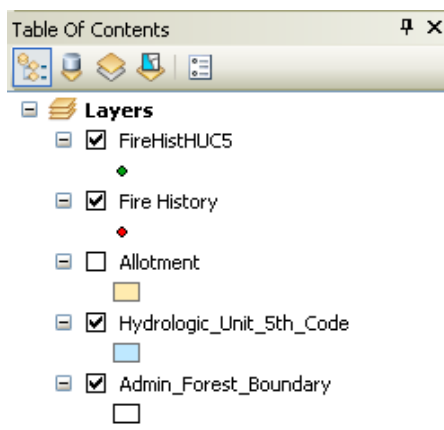 Table Of Contents
Layers
FireHistHUC5
Fire History
Allotment
Hydrologic_Unit_5th_Code
Admin_Forest_Boundary